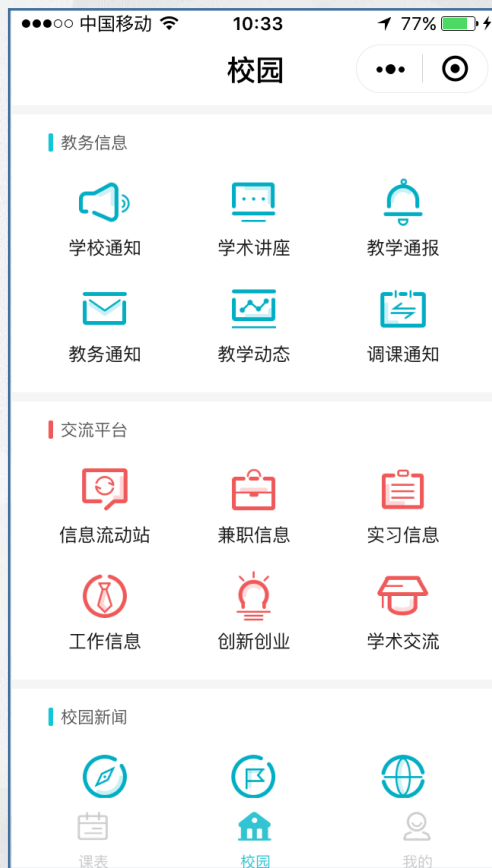 中国移动 10:33 77%
校园
教务信息
学校通知 学术讲座 教学通报
教务通知 教学动态 调课通知
交流平台
信息流动站 兼职信息 实习信息
工作信息 创新创业 学术交流
校园新闻
课表 校园 我的